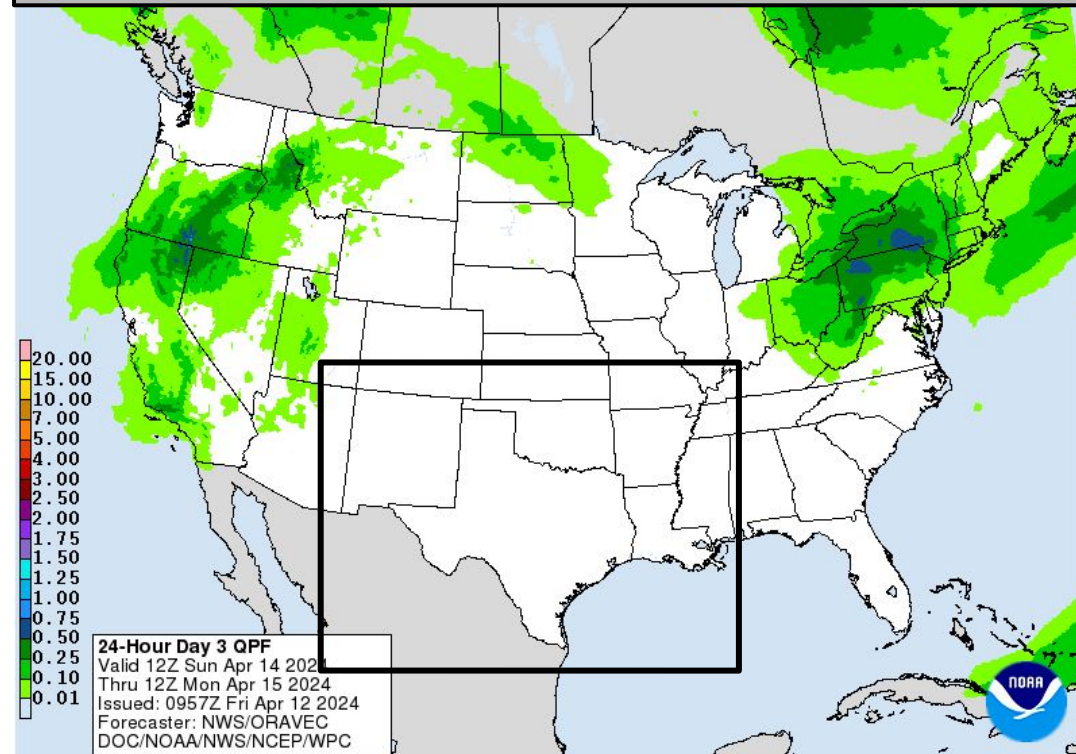 20.00
15.00
10.00
7.00
5.00
4.00
3.00
2.50
2.00
1.75
1.50
1.25
1.00
0.75
0.50
0.25
0.10
0.01
24-Hour Day 3 QPF
Valid 12Z Sun Apr 14 2024
Thru 12Z Mon Apr 15 2024
Issued: 0957Z Fri Apr 12 2024
Forecaster: NWS/ORAVEC
DOC/NOAA/NWS/NCEP/WPC
NOAA